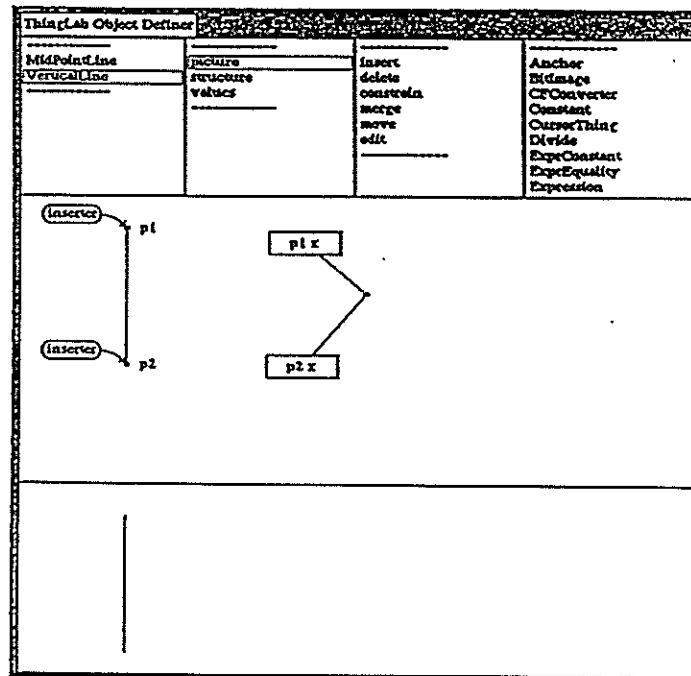 ThingLab Object Definer
MidPointLine
VerticalLine
picture
structure
values
insert
delete
constrain
merge
move
edit
Anchor
BitImage
CFConverter
Constant
CursorThing
Divide
ExprConstant
ExprEquality
Expression
inserter
p1
inserter
p2
p1 x
p2 x